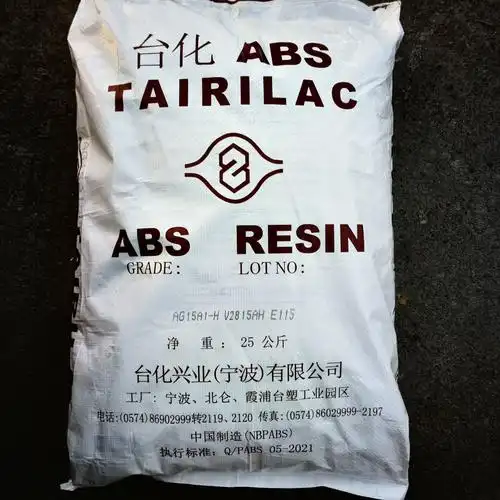 台化 ABS
TAIRILAC
ABS RESIN
GRADE: LOT NO:
AG15A1-H V2815AH E115
净 重: 25 公斤
台化兴业(宁波)有限公司
工厂: 宁波、北仑、霞浦台塑工业园区
电话:(0574)86902999转2119、2120 传真:(0574)86029999-2197
中国制造(NBPABS)
执行标准: Q/PABS 05-2021